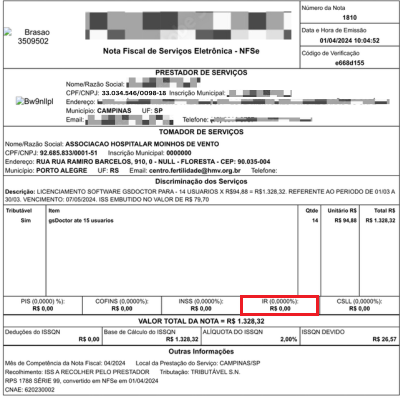 Número da Nota
1810
Brasao
3509502
Data e Hora de Emissão
01/04/2024 10:04:52
Nota Fiscal de Serviços Eletrônica - NFSe
Código de Verificação
e668d155
PRESTADOR DE SERVIÇOS
Nome/Razão Social:
CPF/CNPJ: 33.034.546/0098-18 Inscrição Municipal:
Bw9nllpl
Endereço:
Município: CAMPINAS UF: SP
Email: Telefone:
TOMADOR DE SERVIÇOS
Nome/Razão Social: ASSOCIACAO HOSPITALAR MOINHOS DE VENTO
CPF/CNPJ: 92.685.833/0001-51 Inscrição Municipal: 0000000
Endereço: RUA RUA RAMIRO BARCELOS, 910, 0 - NULL - FLORESTA - CEP: 90.035-004
Município: PORTO ALEGRE UF: RS Email: centro.fertilidade@hmv.org.br Telefone:
Discriminação dos Serviços
Descrição: LICENCIAMENTO SOFTWARE GSDOCTOR PARA - 14 USUARIOS X R$94,88 = R$1.328,32. REFERENTE AO PERIODO DE 01/03 A
30/03. VENCIMENTO: 07/05/2024. ISS EMBUTIDO NO VALOR DE R$ 79,70
Tributável Item Qtde Unitário R$ Total R$
Sim gsDoctor ate 15 usuarios 14 R$ 94,88 R$ 1.328,32
PIS (0,0000) %): COFINS (0,0000) %): INSS (0,0000) %): IR (0,0000%): CSLL (0,0000) %):
R$ 0,00 R$ 0,00 R$ 0,00 R$ 0,00 R$ 0,00
VALOR TOTAL DA NOTA = R$ 1.328,32
Deduções do ISSQN Base de Cálculo do ISSQN ALÍQUOTA DO ISSQN ISSQN DEVIDO
R$ 0,00 R$ 1.328,32 2,00% R$ 26,57
Outras Informações
Mês de Competência da Nota Fiscal: 04/2024 Local da Prestação do Serviço: CAMPINAS/SP
Recolhimento: ISS A RECOLHER PELO PRESTADOR Tributação: TRIBUTÁVEL S.N.
RPS 1788 SÉRIE 99, convertido em NFSe em 01/04/2024
CNAE: 620230002